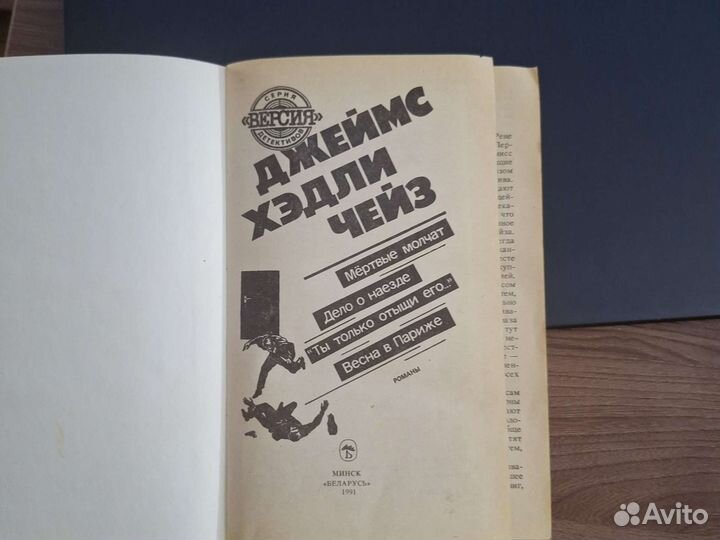 СЕРИЯ
«ВЕРСИЯ»
ДЕТЕКТИВОВ
ДЖЕЙМС
ХЭДЛИ
ЧЕЙЗ
Мёртвые молчат
Дело о наезде
"Ты только отыщи его..."
Весна в Париже
РОМАНЫ
Б
МИНСК
«БЕЛАРУСЬ»
1991
Avito